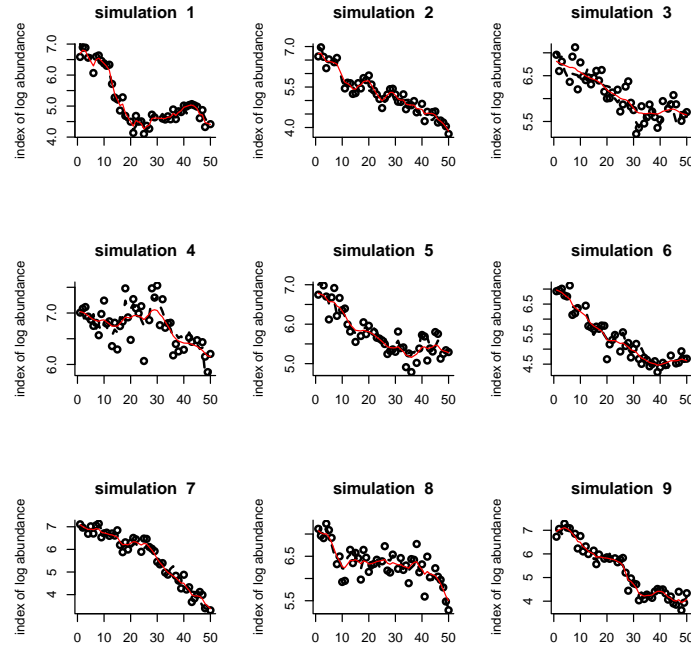 simulation 1
index of log abundance
7.0
6.0
5.0
4.0
0 10 20 30 40 50
simulation 2
index of log abundance
7.0
5.5
4.0
0 10 20 30 40 50
simulation 3
index of log abundance
6.5
5.5
0 10 20 30 40 50
simulation 4
index of log abundance
7.0
6.0
0 10 20 30 40 50
simulation 5
index of log abundance
7.0
6.0
5.0
0 10 20 30 40 50
simulation 6
index of log abundance
6.5
5.5
4.5
0 10 20 30 40 50
simulation 7
index of log abundance
7
6
5
4
0 10 20 30 40 50
simulation 8
index of log abundance
6.5
5.5
0 10 20 30 40 50
simulation 9
index of log abundance
7
6
5
4
0 10 20 30 40 50